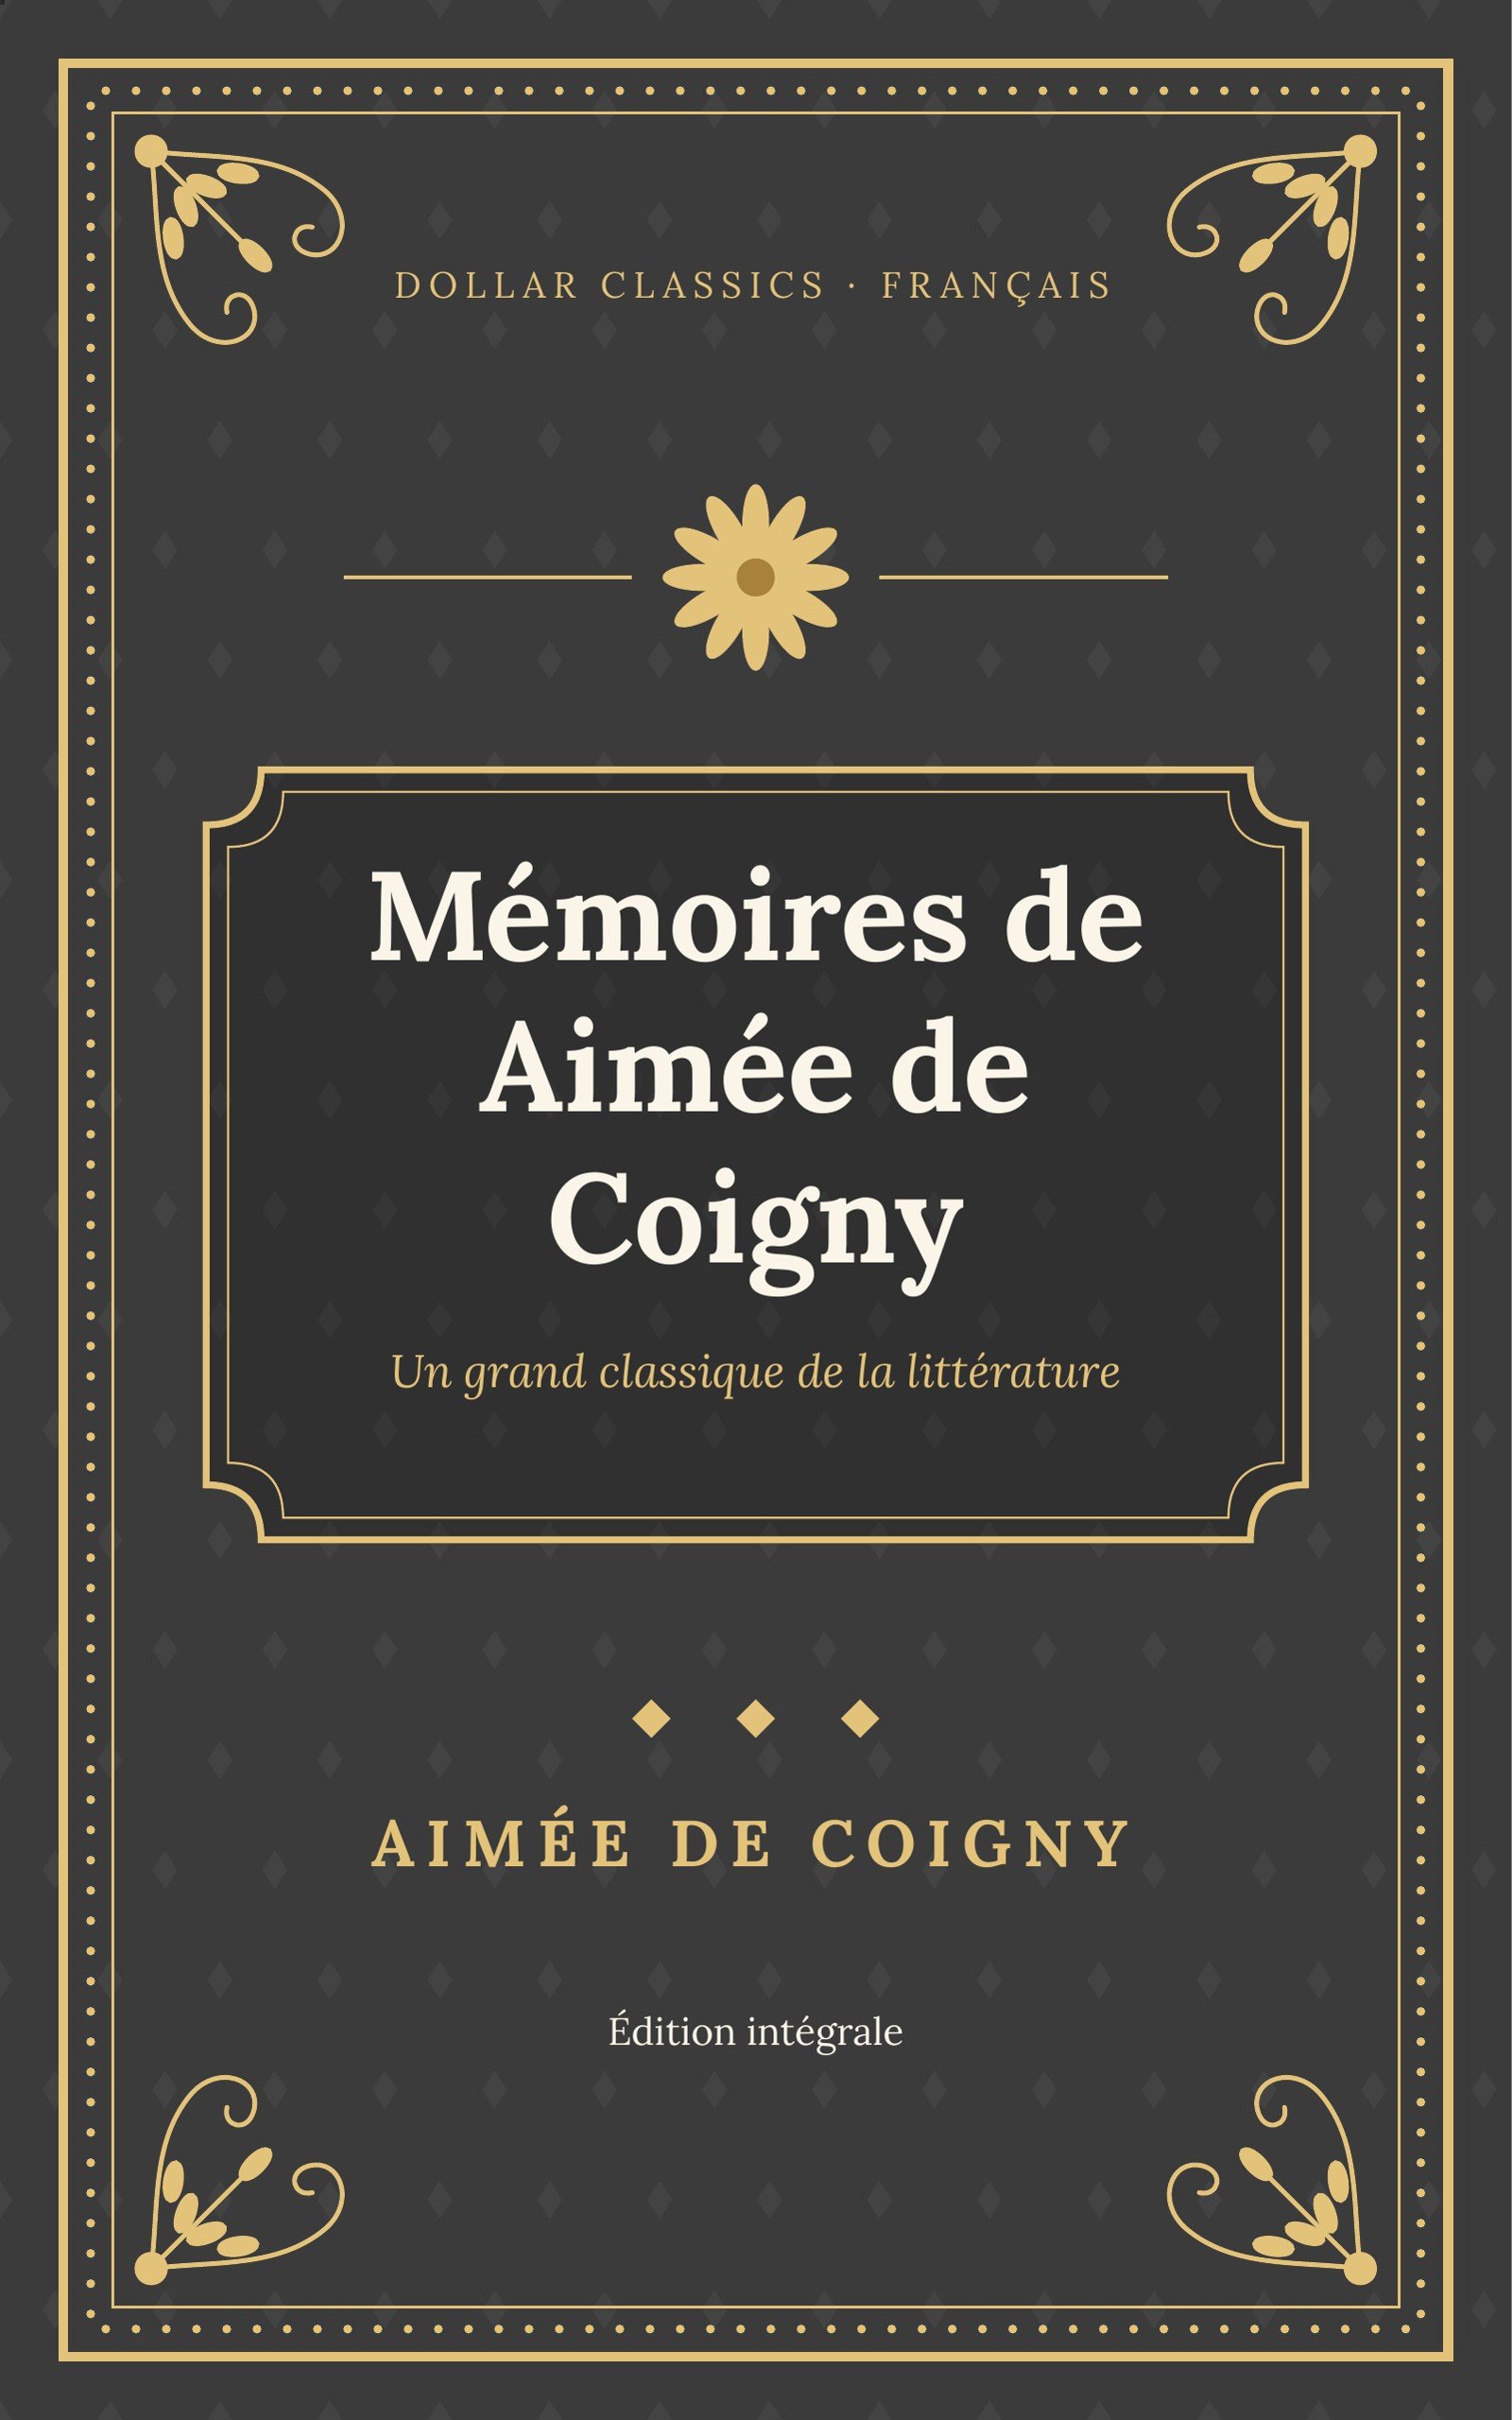 DOLLAR CLASSICS · FRANÇAIS
Mémoires de
Aimée de
Coigny
Un grand classique de la littérature
AIMÉE DE COIGNY
Édition intégrale